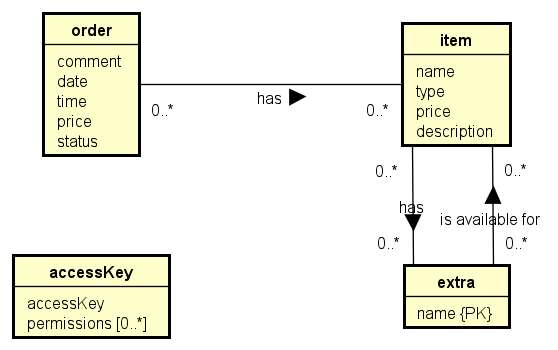 order
comment
date
time
price
status
has
0..*
0..*
item
name
type
price
description
0..*
0..*
has
is available for
0..*
0..*
accessKey
accessKey
permissions [0..*]
extra
name {PK}